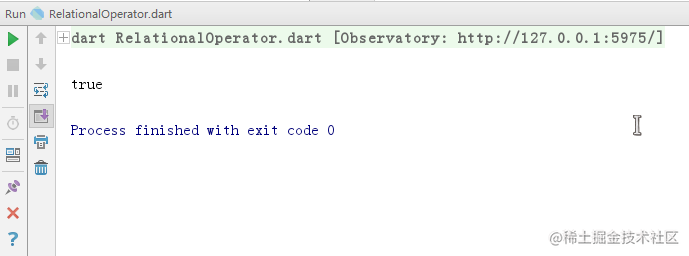 Run RelationalOperator.dart
dart RelationalOperator.dart [Observatory: http://127.0.0.1:5975/]
true
Process finished with exit code 0
@稀土掘金技术社区